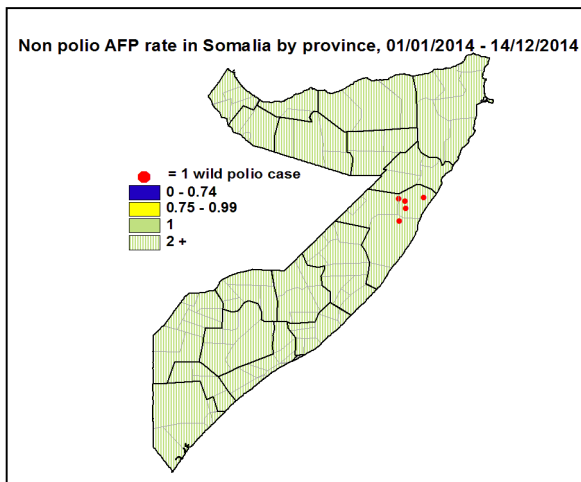 Non polio AFP rate in Somalia by province, 01/01/2014 - 14/12/2014
= 1 wild polio case
0 - 0.74
0.75 - 0.99
1
2 +